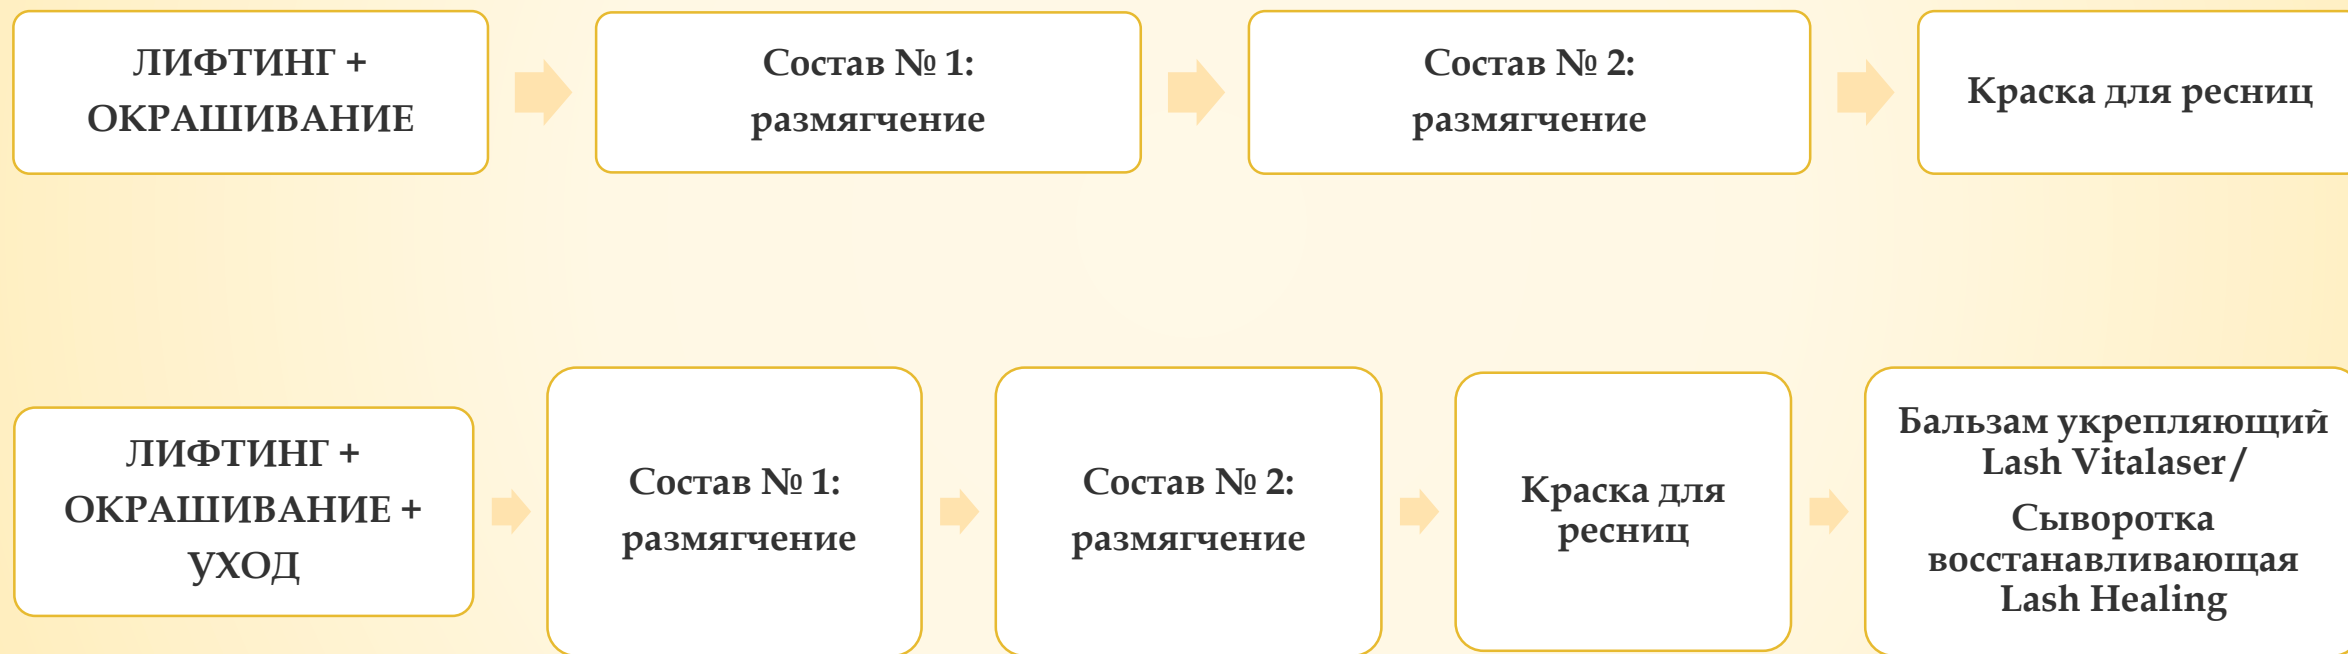 ЛИФТИНГ +
ОКРАШИВАНИЕ
Состав № 1:
размягчение
Состав № 2:
размягчение
Краска для ресниц
ЛИФТИНГ +
ОКРАШИВАНИЕ +
УХОД
Состав № 1:
размягчение
Состав № 2:
размягчение
Краска для
ресниц
Бальзам укрепляющий
Lash Vitalaser/
Сыворотка
восстанавливающая
Lash Healing